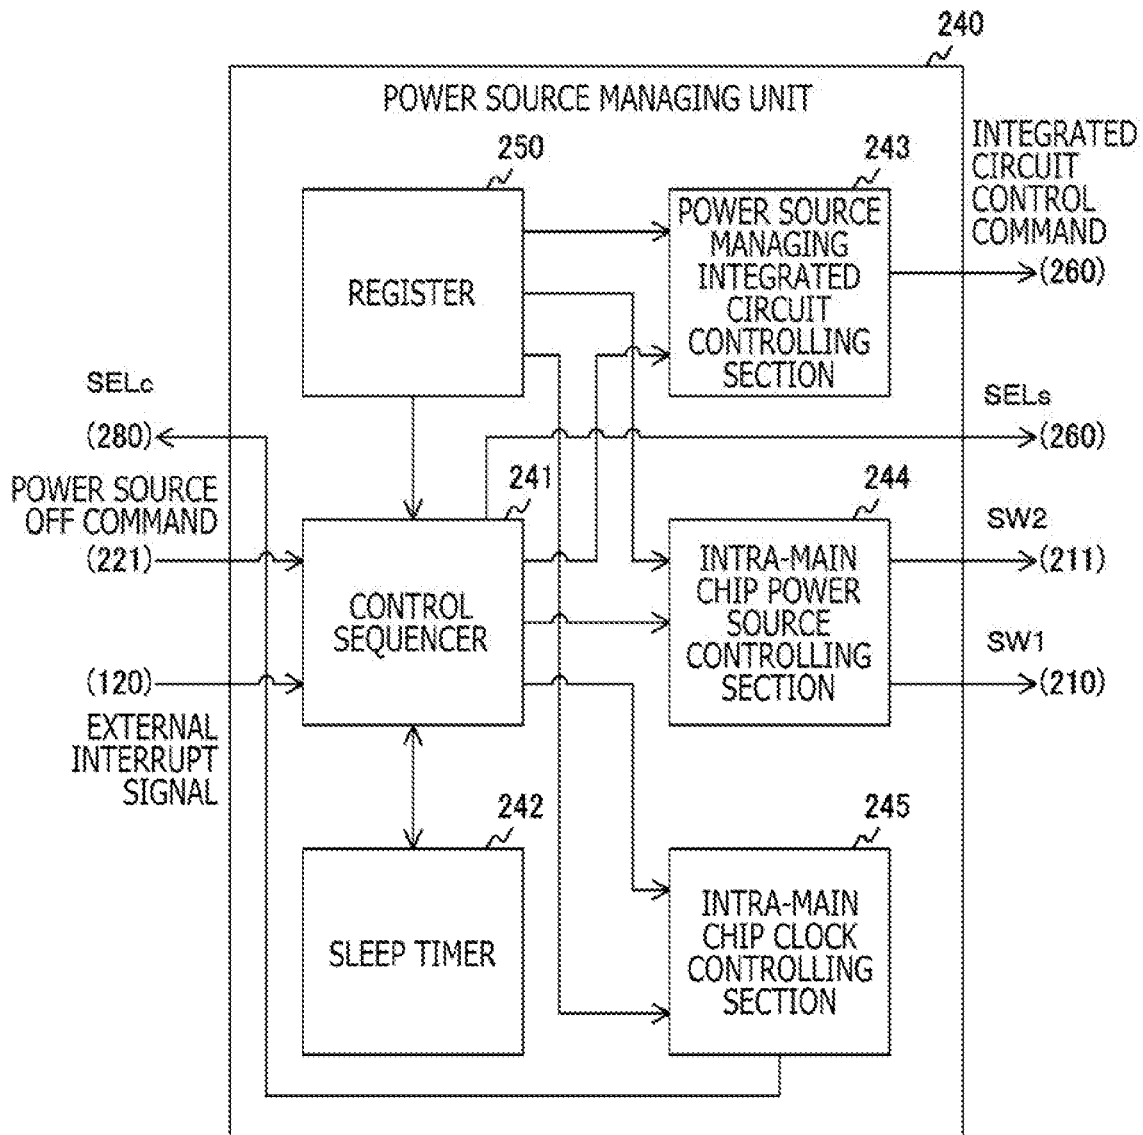 240
POWER SOURCE MANAGING UNIT
250
REGISTER
243
POWER SOURCE
MANAGING
INTEGRATED
CIRCUIT
CONTROLLING
SECTION
INTEGRATED
CIRCUIT
CONTROL
COMMAND
(260)
SELc
(280)
SELs
(260)
POWER SOURCE
OFF COMMAND
(221)
241
CONTROL
SEQUENCER
244
INTRA-MAIN
CHIP POWER
SOURCE
CONTROLLING
SECTION
SW2
(211)
SW1
(210)
(120)
EXTERNAL
INTERRUPT
SIGNAL
242
SLEEP TIMER
245
INTRA-MAIN
CHIP CLOCK
CONTROLLING
SECTION